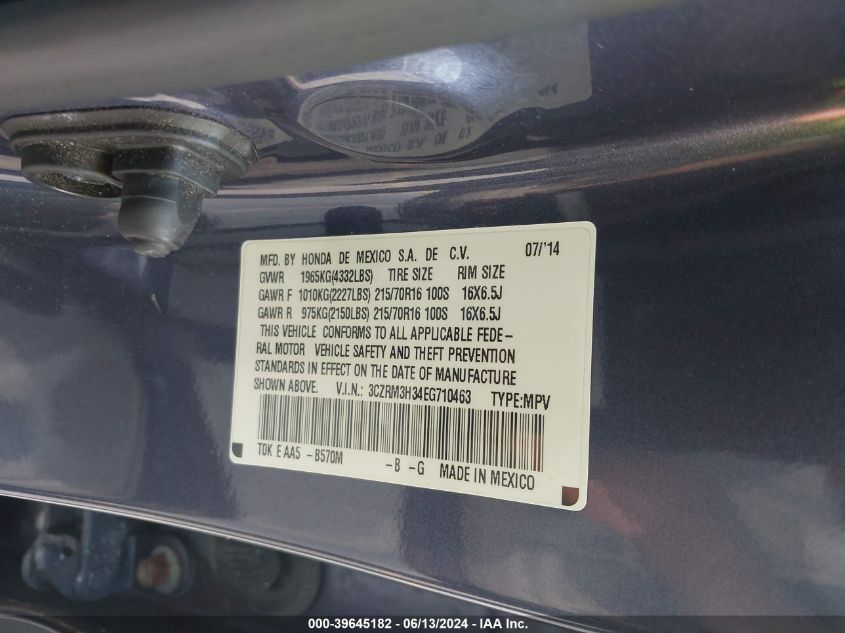 MFD. BY HONDA DE MEXICO S.A. DE C.V. 07/'14
GVWR 1965KG(4332LBS) TIRE SIZE RIM SIZE
GAWR F 1010KG(2227LBS) 215/70R16 100S 16X6.5J
GAWR R 975KG(2150LBS) 215/70R16 100S 16X6.5J
THIS VEHICLE CONFORMS TO ALL APPLICABLE FEDE-
RAL MOTOR VEHICLE SAFETY AND THEFT PREVENTION
STANDARDS IN EFFECT ON THE DATE OF MANUFACTURE
SHOWN ABOVE. V.I.N.: 3CZRM3H34EG710463 TYPE:MPV
T0K E AA5 -B570M -B -G MADE IN MEXICO
000-39645182 - 06/13/2024 - IAA Inc.